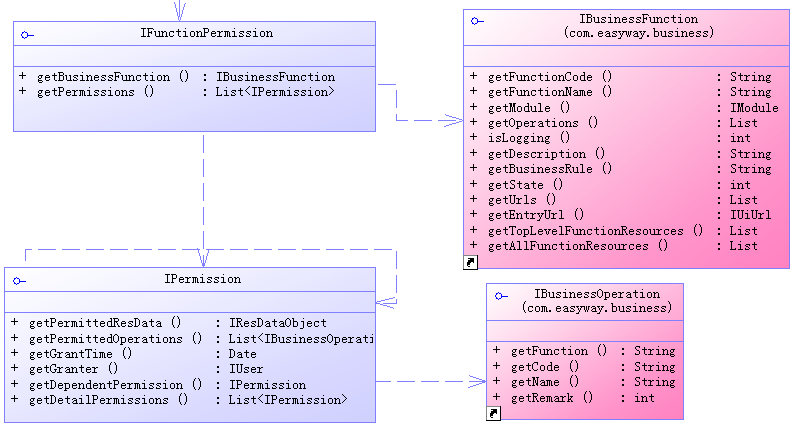 IFunctionPermission
+ getBusinessFunction () : IBusinessFunction
+ getPermissions () : List<IPermission>
IBusinessFunction
(com.easyway.business)
+ getFunctionCode () : String
+ getFunctionName () : String
+ getModule () : IModule
+ getOperations () : List
+ isLogging () : int
+ getDescription () : String
+ getBusinessRule () : String
+ getState () : int
+ getUrls () : List
+ getEntryUrl () : IUiUrl
+ getTopLevelFunctionResources () : List
+ getAllFunctionResources () : List
IPermission
+ getPermittedResData () : IResDataObject
+ getPermittedOperations () : List<IBusinessOperati
+ getGrantTime () : Date
+ getGranter () : IUser
+ getDependentPermission () : IPermission
+ getDetailPermissions () : List<IPermission>
IBusinessOperation
(com.easyway.business)
+ getFunction () : String
+ getCode () : String
+ getName () : String
+ getRemark () : int